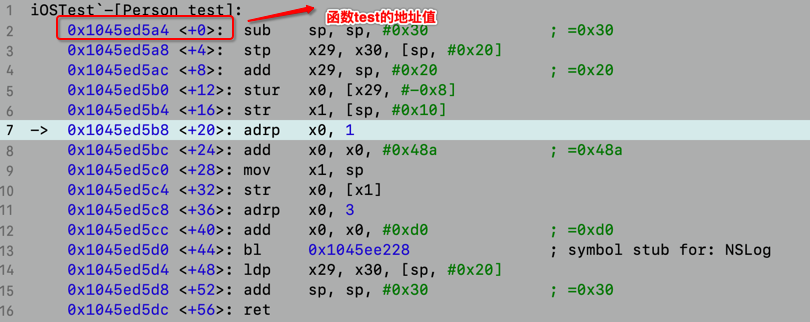 1 iOSTest`-[Person test]:
函数test的地址值
2 0x1045ed5a4 <+0>: sub sp, sp, #0x30 ; =0x30
3 0x1045ed5a8 <+4>: stp x29, x30, [sp, #0x20]
4 0x1045ed5ac <+8>: add x29, sp, #0x20 ; =0x20
5 0x1045ed5b0 <+12>: stur x0, [x29, #-0x8]
6 0x1045ed5b4 <+16>: str x1, [sp, #0x10]
7 -> 0x1045ed5b8 <+20>: adrp x0, 1
8 0x1045ed5bc <+24>: add x0, x0, #0x48a ; =0x48a
9 0x1045ed5c0 <+28>: mov x1, sp
10 0x1045ed5c4 <+32>: str x0, [x1]
11 0x1045ed5c8 <+36>: adrp x0, 3
12 0x1045ed5cc <+40>: add x0, x0, #0xd0 ; =0xd0
13 0x1045ed5d0 <+44>: bl 0x1045ee228 ; symbol stub for: NSLog
14 0x1045ed5d4 <+48>: ldp x29, x30, [sp, #0x20]
15 0x1045ed5d8 <+52>: add sp, sp, #0x30 ; =0x30
16 0x1045ed5dc <+56>: ret